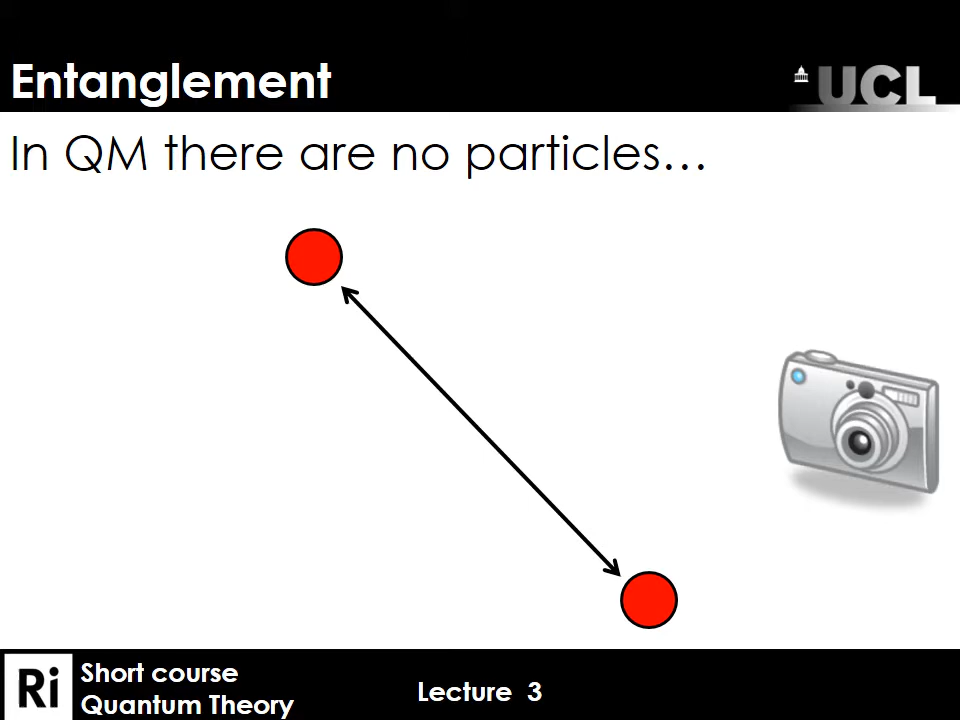 Entanglement
UCL
In QM there are no particles…
Ri
Short course
Quantum Theory
Lecture 3